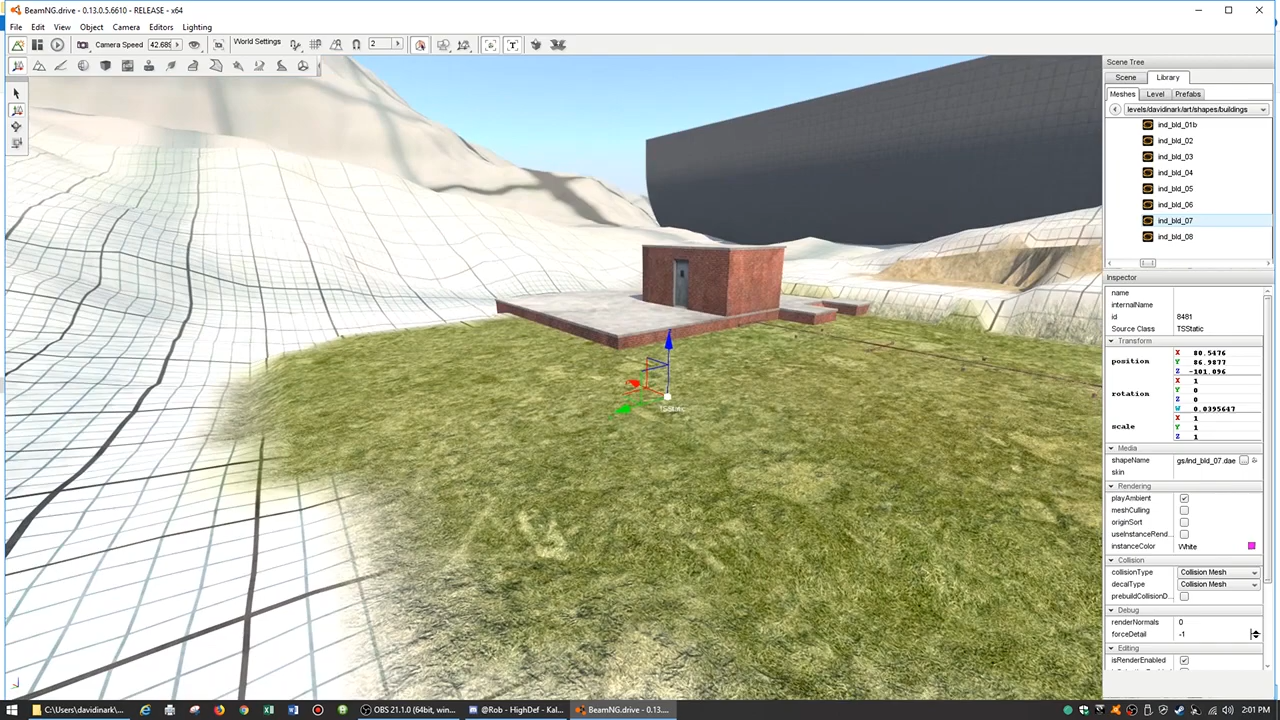 BeamNG.drive - 0.13.0.5.6610 - RELEASE - x64
File Edit View Object Camera Editors Lighting
Camera Speed 42.689 World Settings 2 T
Scene Tree
Scene Library
Meshes Level Prefabs
levels/davidinark/art/shapes/buildings
ind_bld_01b
ind_bld_02
ind_bld_03
ind_bld_04
ind_bld_05
ind_bld_06
ind_bld_07
ind_bld_08
Inspector
name
internalName
id 8481
Source Class TSStatic
Transform
position X 80.5476
Y 86.9877
Z -101.096
rotation X 1
Y 0
Z 0
W 0.0395647
scale X 1
Y 1
Z 1
Media
shapeName gs/ind_bld_07.dae ...
skin
Rendering
playAmbient
meshCulling
originSort
useInstanceRend...
instanceColor White
Collision
collisionType Collision Mesh
decalType Collision Mesh
prebuildCollisionD...
Debug
renderNormals 0
forceDetail -1
Editing
isRenderEnabled
TSStatic
C:\Users\davidinark\... OBS 21.1.0 (64bit, win... @Rob - HighDef - Kal... BeamNG.drive - 0.13.... 2:01 PM